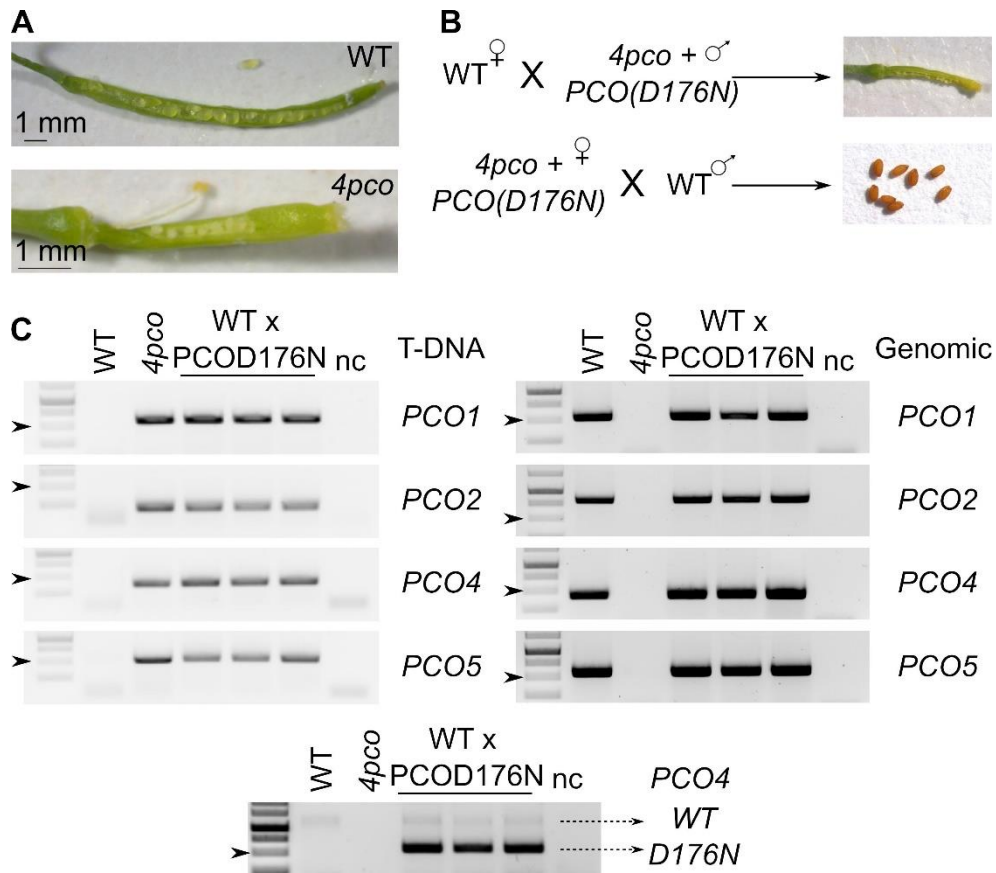 A
WT
1 mm
4pco
1 mm
B
WT♀ X 4pco + ♂
PCO(D176N)
4pco + ♀
PCO(D176N) X WT♂
C
WT
4pco
WT x
PCOD176N
nc
T-DNA
PCO1
PCO2
PCO4
PCO5
WT
4pco
WT x
PCOD176N
nc
Genomic
PCO1
PCO2
PCO4
PCO5
WT
4pco
WT x
PCOD176N
nc
PCO4
WT
D176N